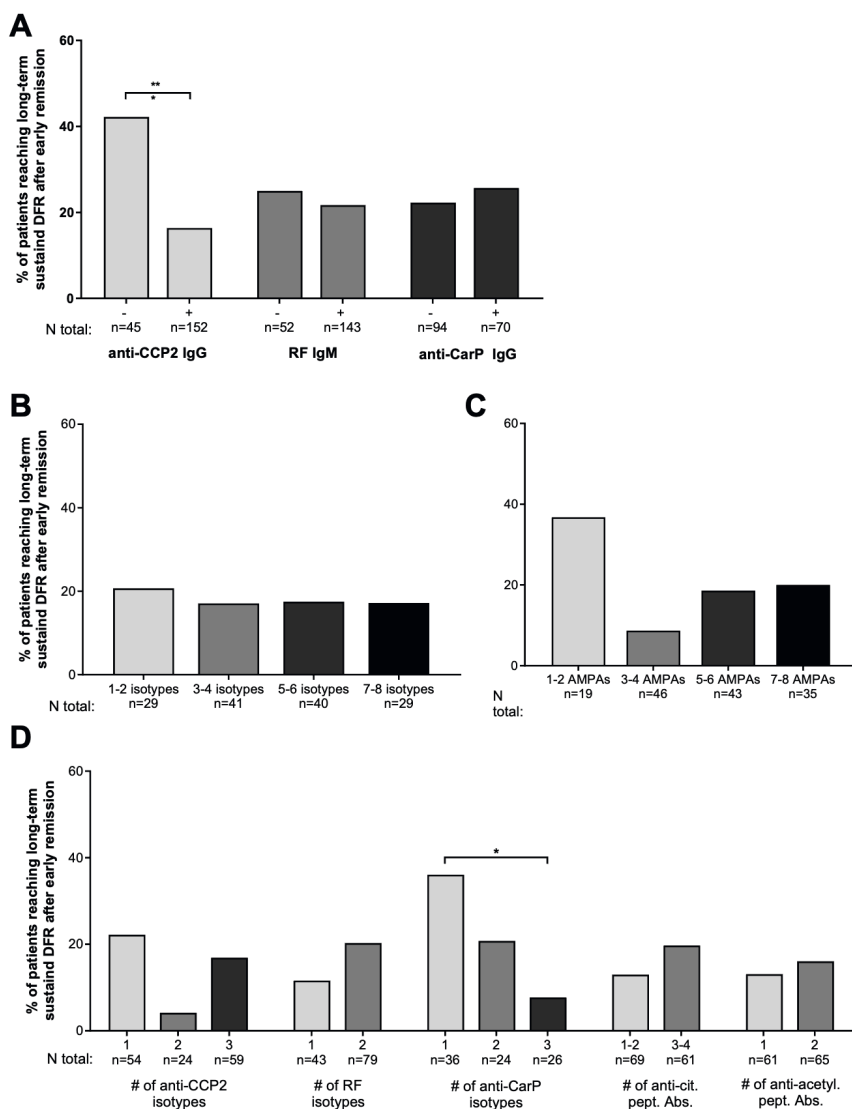 A
% of patients reaching long-term
sustaind DFR after early remission
60
40
20
0
**
*
- + - + - +
N total: n=45 n=152 n=52 n=143 n=94 n=70
anti-CCP2 IgG RF IgM anti-CarP IgG
B
% of patients reaching long-term
sustaind DFR after early remission
60
40
20
0
1-2 isotypes 3-4 isotypes 5-6 isotypes 7-8 isotypes
N total: n=29 n=41 n=40 n=29
C
60
40
20
0
1-2 AMPAs 3-4 AMPAs 5-6 AMPAs 7-8 AMPAs
N
total:
n=19 n=46 n=43 n=35
D
% of patients reaching long-term
sustaind DFR after early remission
60
40
20
0
*
1 2 3 1 2 1 2 3 1-2 3-4 1 2
N total: n=54 n=24 n=59 n=43 n=79 n=36 n=24 n=26 n=69 n=61 n=61 n=65
# of anti-CCP2
isotypes
# of RF
isotypes
# of anti-CarP
isotypes
# of anti-cit.
pept. Abs.
# of anti-acetyl.
pept. Abs.